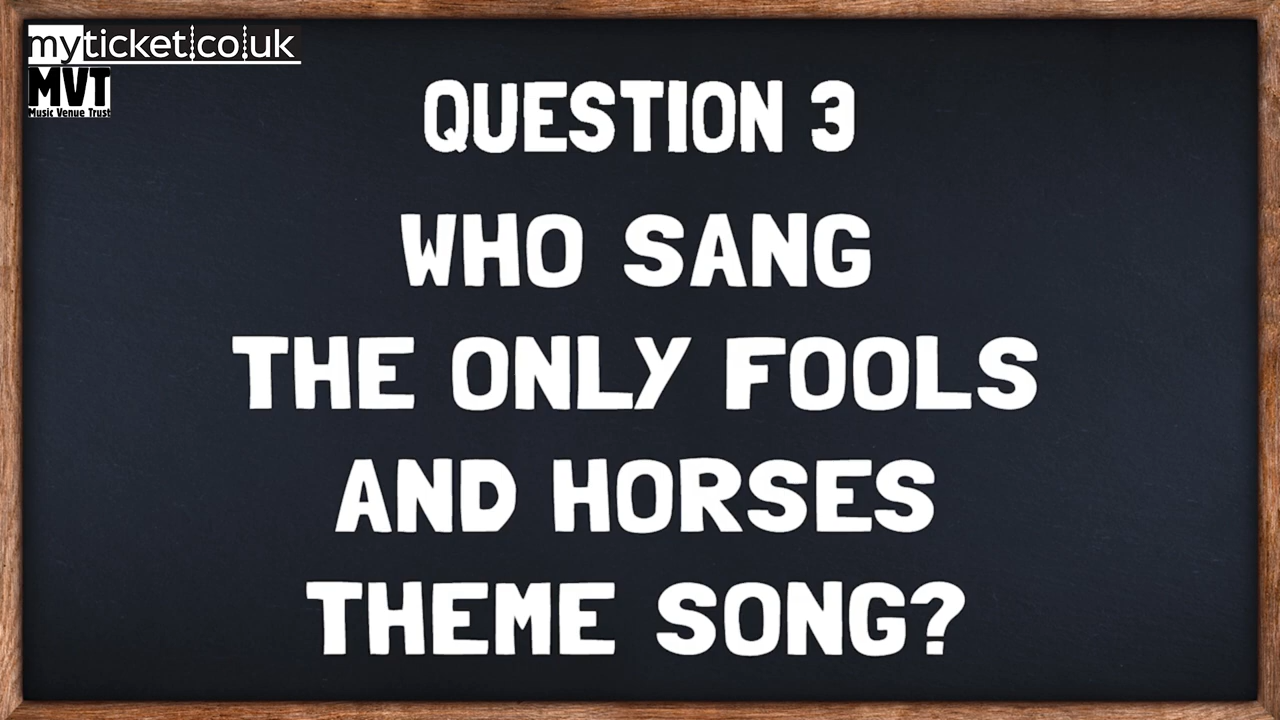 myticket.co.uk
MVT
Music Venue Trust
QUESTION 3
WHO SANG
THE ONLY FOOLS
AND HORSES
THEME SONG?